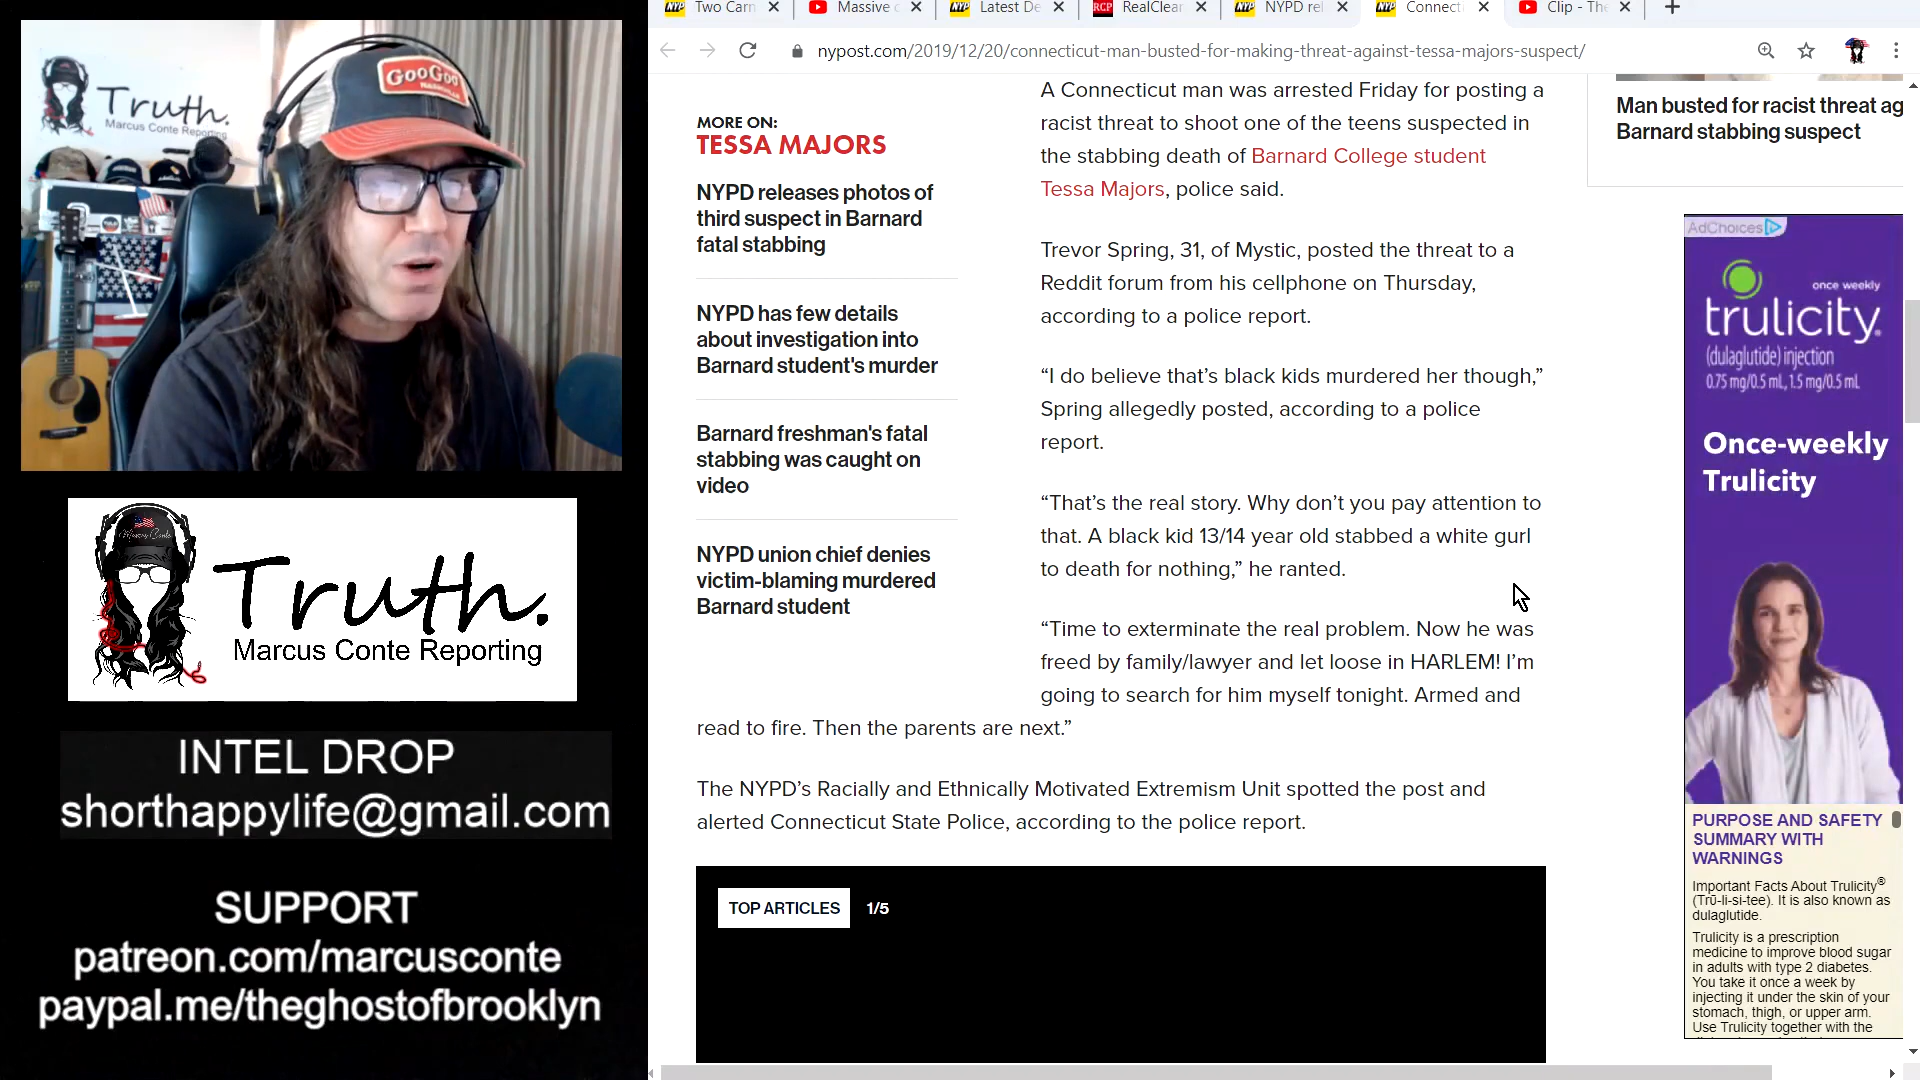 Truth.
Marcus Conte Reporting
GooGoo
Truth.
Marcus Conte Reporting
INTEL DROP
shorthappylife@gmail.com
SUPPORT
patreon.com/marcusconte
paypal.me/theghostofbrooklyn
NYP Two Carn
Massive
NYP Latest De
RCP RealClear
NYP NYPD rel
NYP Connecti
Clip - The
nypost.com/2019/12/20/connecticut-man-busted-for-making-threat-against-tessa-majors-suspect/
MORE ON:
TESSA MAJORS
NYPD releases photos of
third suspect in Barnard
fatal stabbing
NYPD has few details
about investigation into
Barnard student's murder
Barnard freshman's fatal
stabbing was caught on
video
NYPD union chief denies
victim-blaming murdered
Barnard student
A Connecticut man was arrested Friday for posting a
racist threat to shoot one of the teens suspected in
the stabbing death of Barnard College student
Tessa Majors, police said.
Trevor Spring, 31, of Mystic, posted the threat to a
Reddit forum from his cellphone on Thursday,
according to a police report.
“I do believe that’s black kids murdered her though,”
Spring allegedly posted, according to a police
report.
“That’s the real story. Why don’t you pay attention to
that. A black kid 13/14 year old stabbed a white gurl
to death for nothing,” he ranted.
“Time to exterminate the real problem. Now he was
freed by family/lawyer and let loose in HARLEM! I’m
going to search for him myself tonight. Armed and
read to fire. Then the parents are next.”
The NYPD’s Racially and Ethnically Motivated Extremism Unit spotted the post and
alerted Connecticut State Police, according to the police report.
TOP ARTICLES 1/5
Man busted for racist threat ag
Barnard stabbing suspect
AdChoices
once weekly
trulicity
(dulaglutide) injection
0.75 mg/0.5 mL, 1.5 mg/0.5 mL
Once-weekly
Trulicity
PURPOSE AND SAFETY
SUMMARY WITH
WARNINGS
Important Facts About Trulicity®
(Trū-li-si-tee). It is also known as
dulaglutide.
Trulicity is a prescription
medicine to improve blood sugar
in adults with type 2 diabetes.
You take it once a week by
injecting it under the skin of your
stomach, thigh, or upper arm.
Use Trulicity together with the